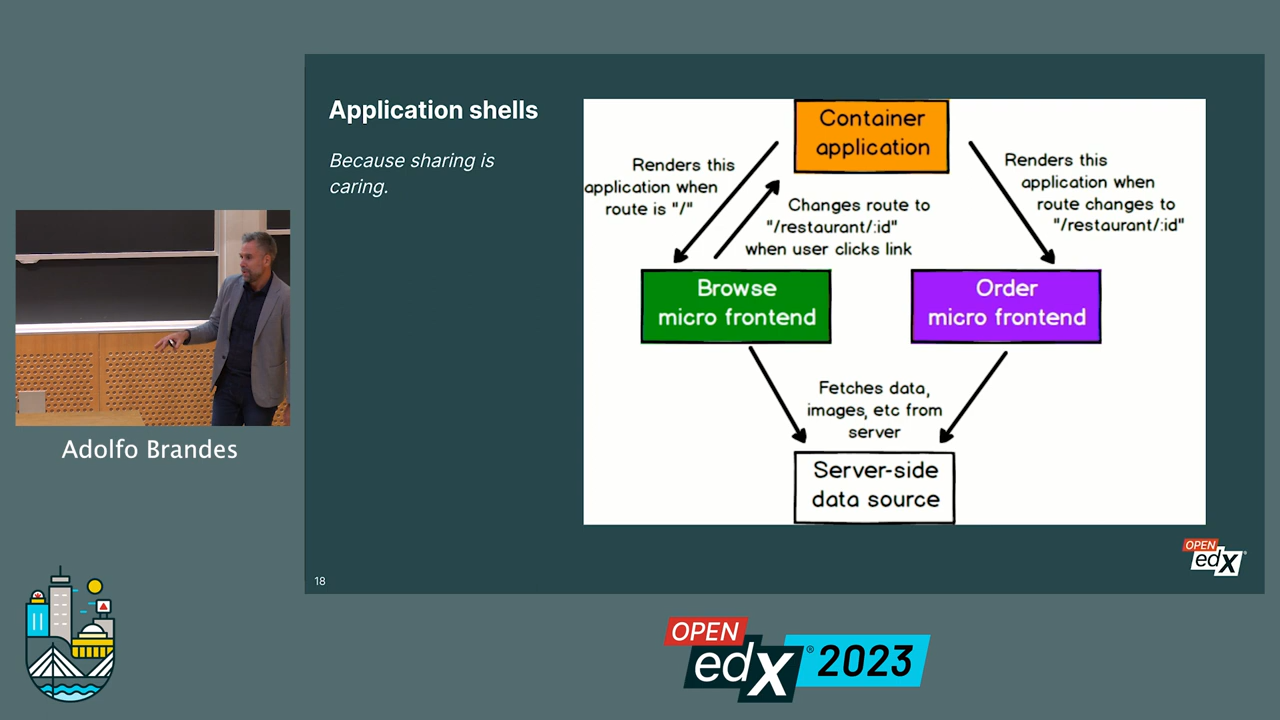 Application shells
Because sharing is
caring.
Container
application
Renders this
application when
route is "/"
Changes route to
"/restaurant/:id"
when user clicks link
Renders this
application when
route changes to
"/restaurant/:id"
Browse
micro frontend
Order
micro frontend
Fetches data,
images, etc from
server
Server-side
data source
Adolfo Brandes
18
OPEN
edX®
OPEN
edX® 2023